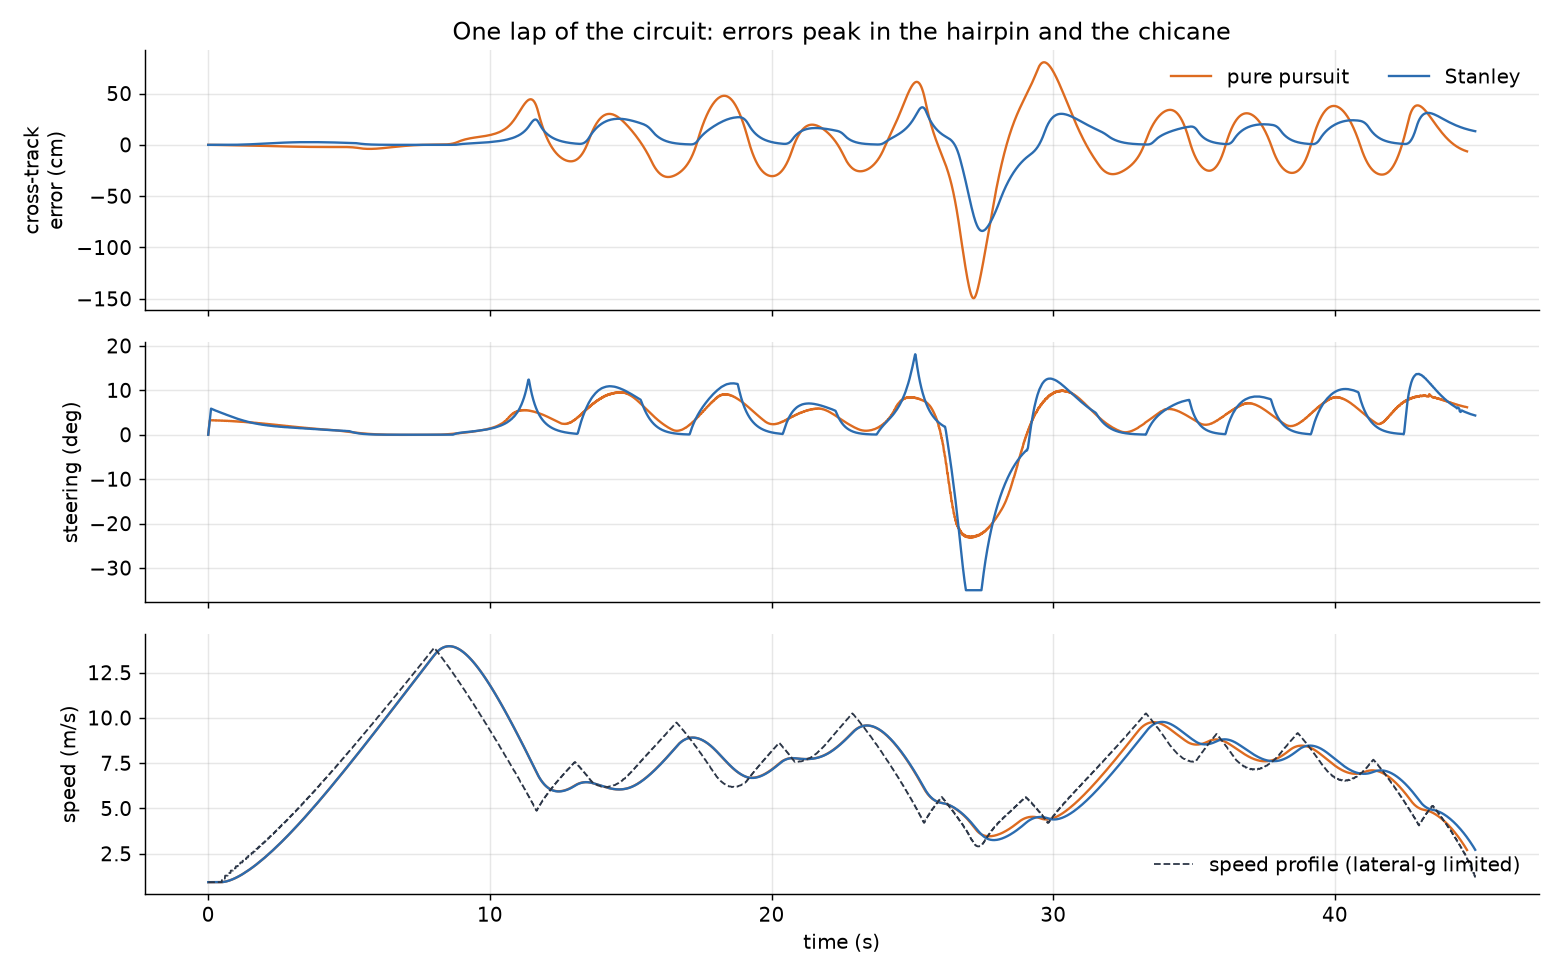 One lap of the circuit: errors peak in the hairpin and the chicane
pure pursuit
Stanley
cross-track
error (cm)
50
0
−50
−100
−150
steering (deg)
20
10
0
−10
−20
−30
speed (m/s)
12.5
10.0
7.5
5.0
2.5
speed profile (lateral-g limited)
0
10
20
30
40
time (s)